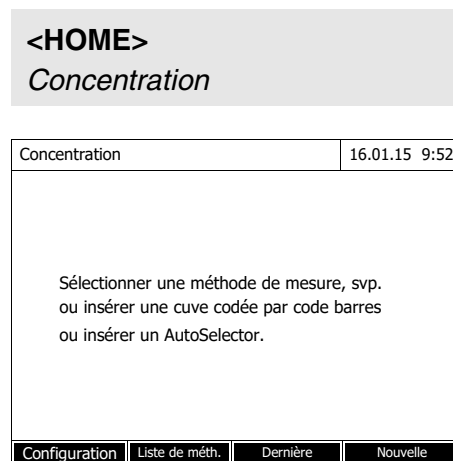 <HOME>
Concentration
Concentration 16.01.15 9:52
Sélectionner une méthode de mesure, svp.
ou insérer une cuve codée par code barres
ou insérer un AutoSelector.
Configuration Liste de méth. Dernière Nouvelle